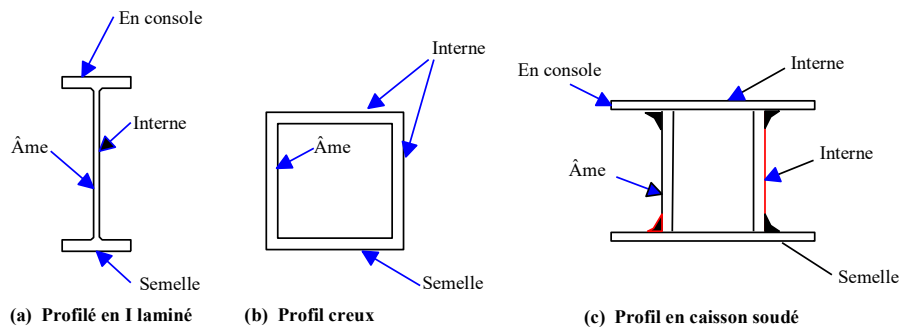 En console
Interne
Âme
Semelle
(a) Profilé en I laminé
Interne
Âme
Semelle
(b) Profil creux
En console
Interne
Âme
Interne
Semelle
(c) Profil en caisson soudé